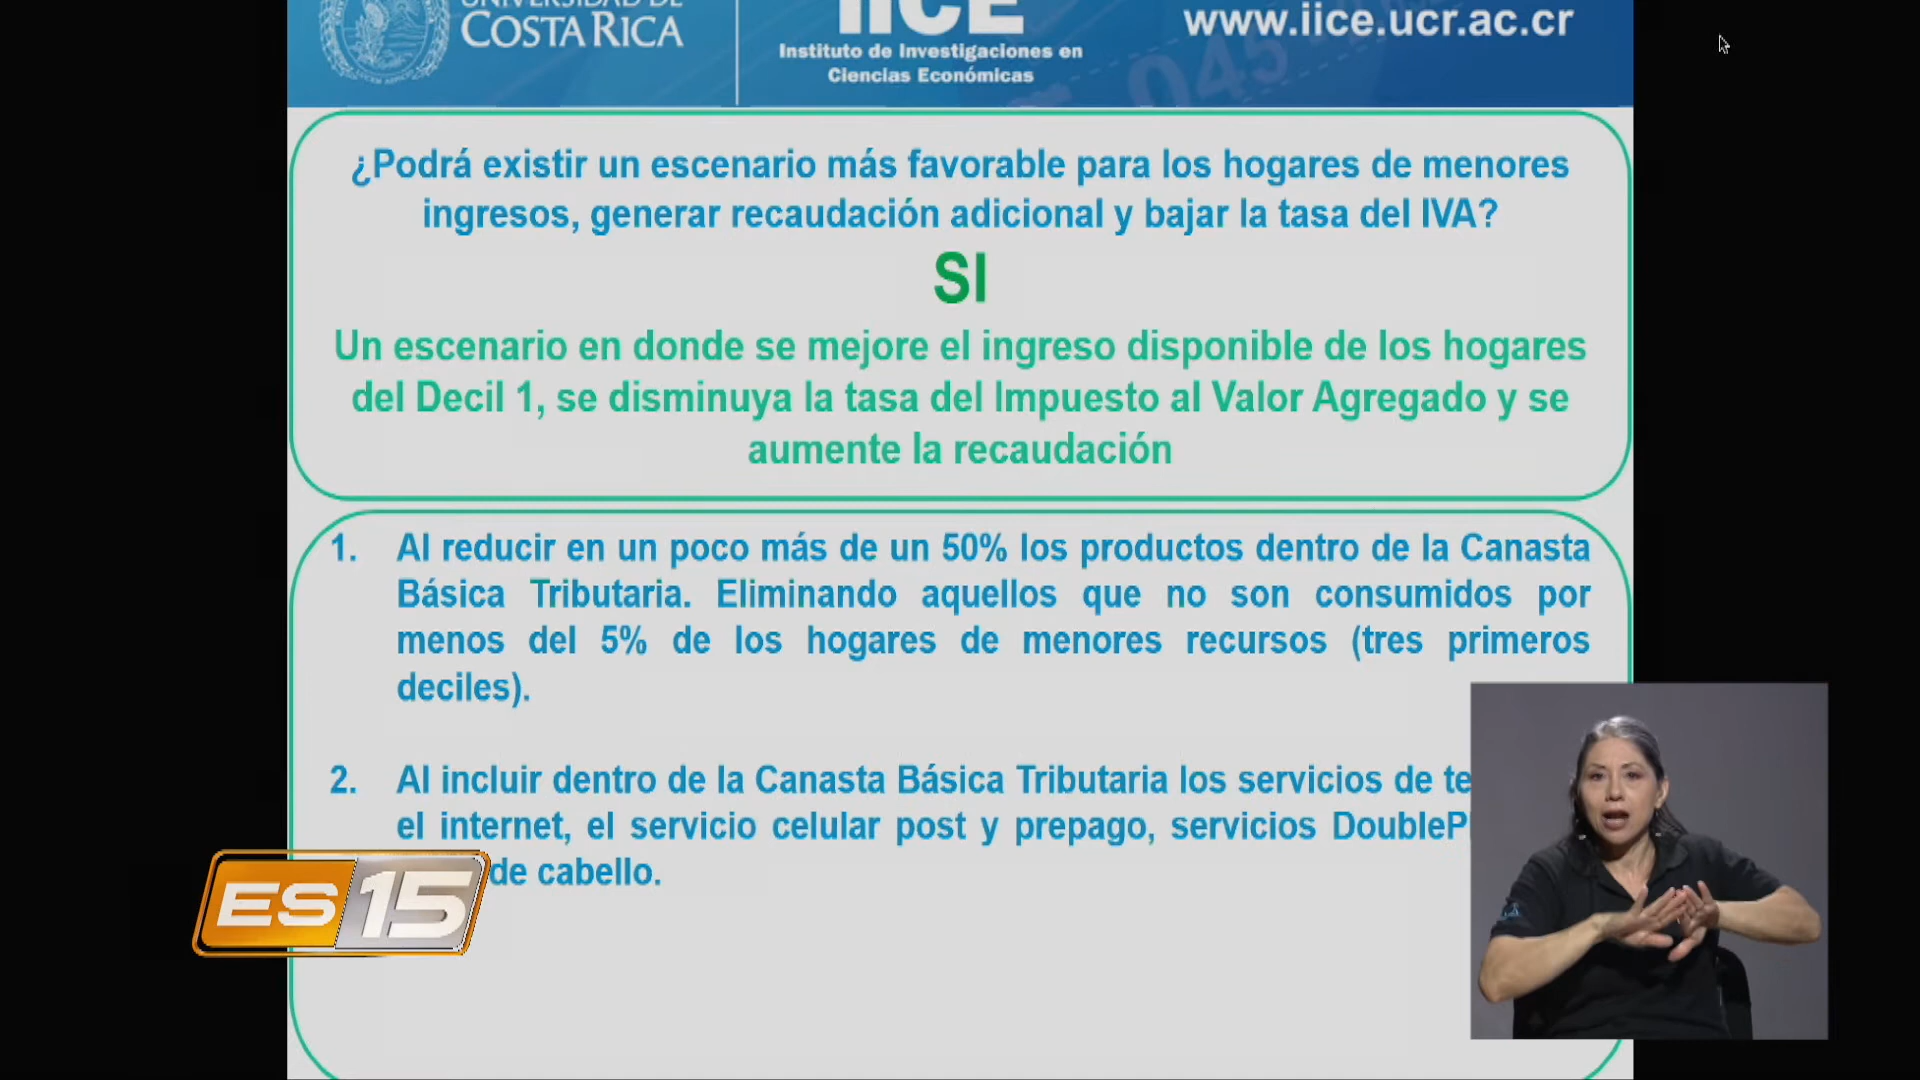 UNIVERSIDAD DE
COSTA RICA
IICE
Instituto de Investigaciones en
Ciencias Económicas
www.iice.ucr.ac.cr
045
¿Podrá existir un escenario más favorable para los hogares de menores
ingresos, generar recaudación adicional y bajar la tasa del IVA?
SI
Un escenario en donde se mejore el ingreso disponible de los hogares
del Decil 1, se disminuya la tasa del Impuesto al Valor Agregado y se
aumente la recaudación
1. Al reducir en un poco más de un 50% los productos dentro de la Canasta
Básica Tributaria. Eliminando aquellos que no son consumidos por
menos del 5% de los hogares de menores recursos (tres primeros
deciles).
2. Al incluir dentro de la Canasta Básica Tributaria los servicios de
el internet, el servicio celular post y prepago, servicios
de cabello.
ES15